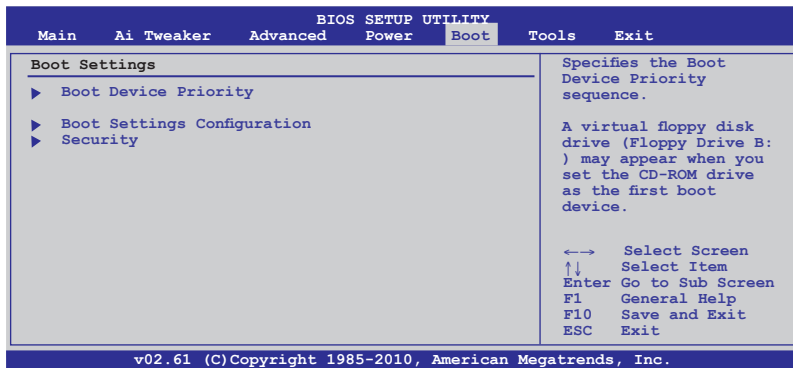 BIOS SETUP UTILITY
Main Ai Tweaker Advanced Power Boot Tools Exit
Boot Settings
Boot Device Priority
Boot Settings Configuration
Security
Specifies the Boot
Device Priority
sequence.
A virtual floppy disk
drive (Floppy Drive B:
) may appear when you
set the CD-ROM drive
as the first boot
device.
←→ Select Screen
↑↓ Select Item
Enter Go to Sub Screen
F1 General Help
F10 Save and Exit
ESC Exit
v02.61 (C)Copyright 1985-2010, American Megatrends, Inc.